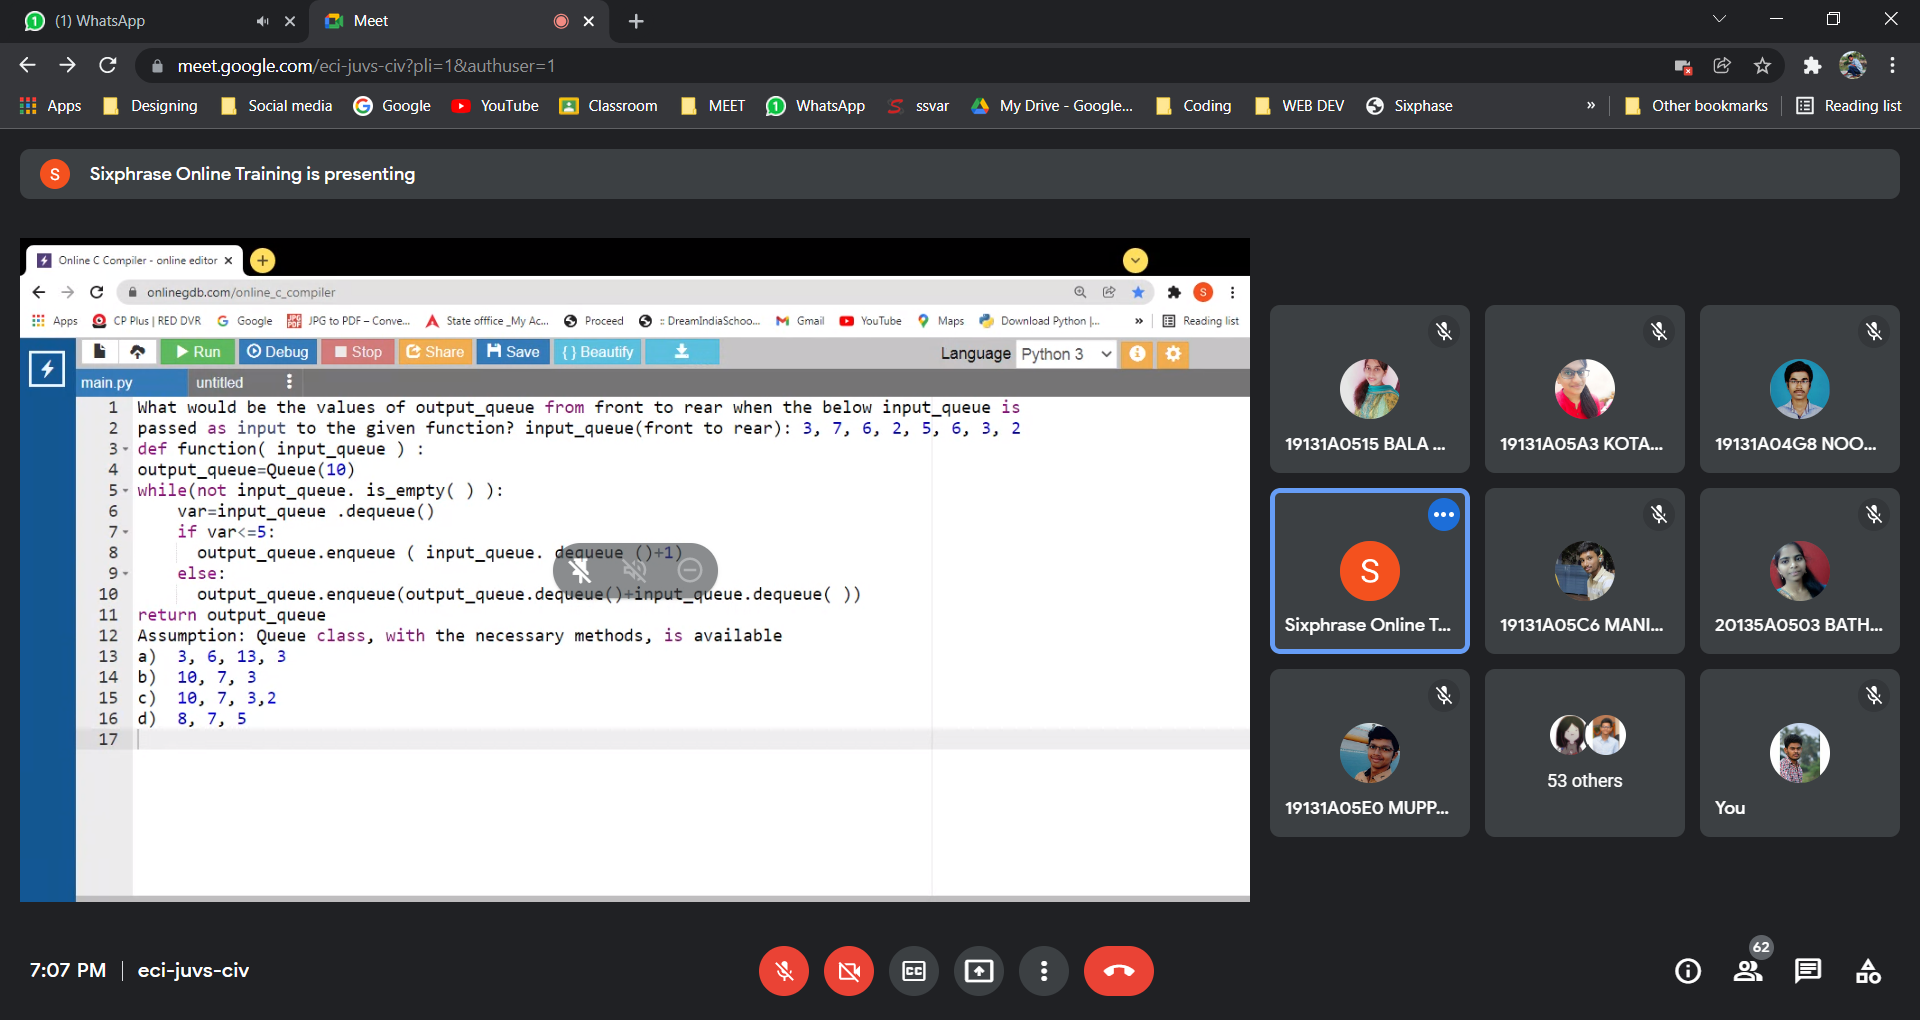 (1) WhatsApp
Meet
meet.google.com/eci-juvs-civ?pli=1&authuser=1
Apps Designing Social media Google YouTube Classroom MEET WhatsApp ssvar My Drive - Google... Coding WEB DEV Sixphase » Other bookmarks Reading list
S Sixphrase Online Training is presenting
Online C Compiler - online editor
onlinegdb.com/online_c_compiler
S
Apps CP Plus | RED DVR Google JPG to PDF – Conve... State offfice _My Ac... Proceed :: DreamIndiaSchoo... Gmail YouTube Maps Download Python |... » Reading list
Run Debug Stop Share Save { } Beautify Language Python 3
main.py untitled
1 What would be the values of output_queue from front to rear when the below input_queue is
2 passed as input to the given function? input_queue(front to rear): 3, 7, 6, 2, 5, 6, 3, 2
3 def function( input_queue ) :
4 output_queue=Queue(10)
5 while(not input_queue. is_empty( ) ):
6 var=input_queue .dequeue()
7 if var<=5:
8 output_queue.enqueue ( input_queue. dequeue ()+1)
9 else:
10 output_queue.enqueue(output_queue.dequeue()+input_queue.dequeue( ))
11 return output_queue
12 Assumption: Queue class, with the necessary methods, is available
13 a) 3, 6, 13, 3
14 b) 10, 7, 3
15 c) 10, 7, 3,2
16 d) 8, 7, 5
17
19131A0515 BALA ...
19131A05A3 KOTA...
19131A04G8 NOO...
S
Sixphrase Online T...
19131A05C6 MANI...
20135A0503 BATH...
19131A05E0 MUPP...
53 others
You
7:07 PM | eci-juvs-civ
CC
62